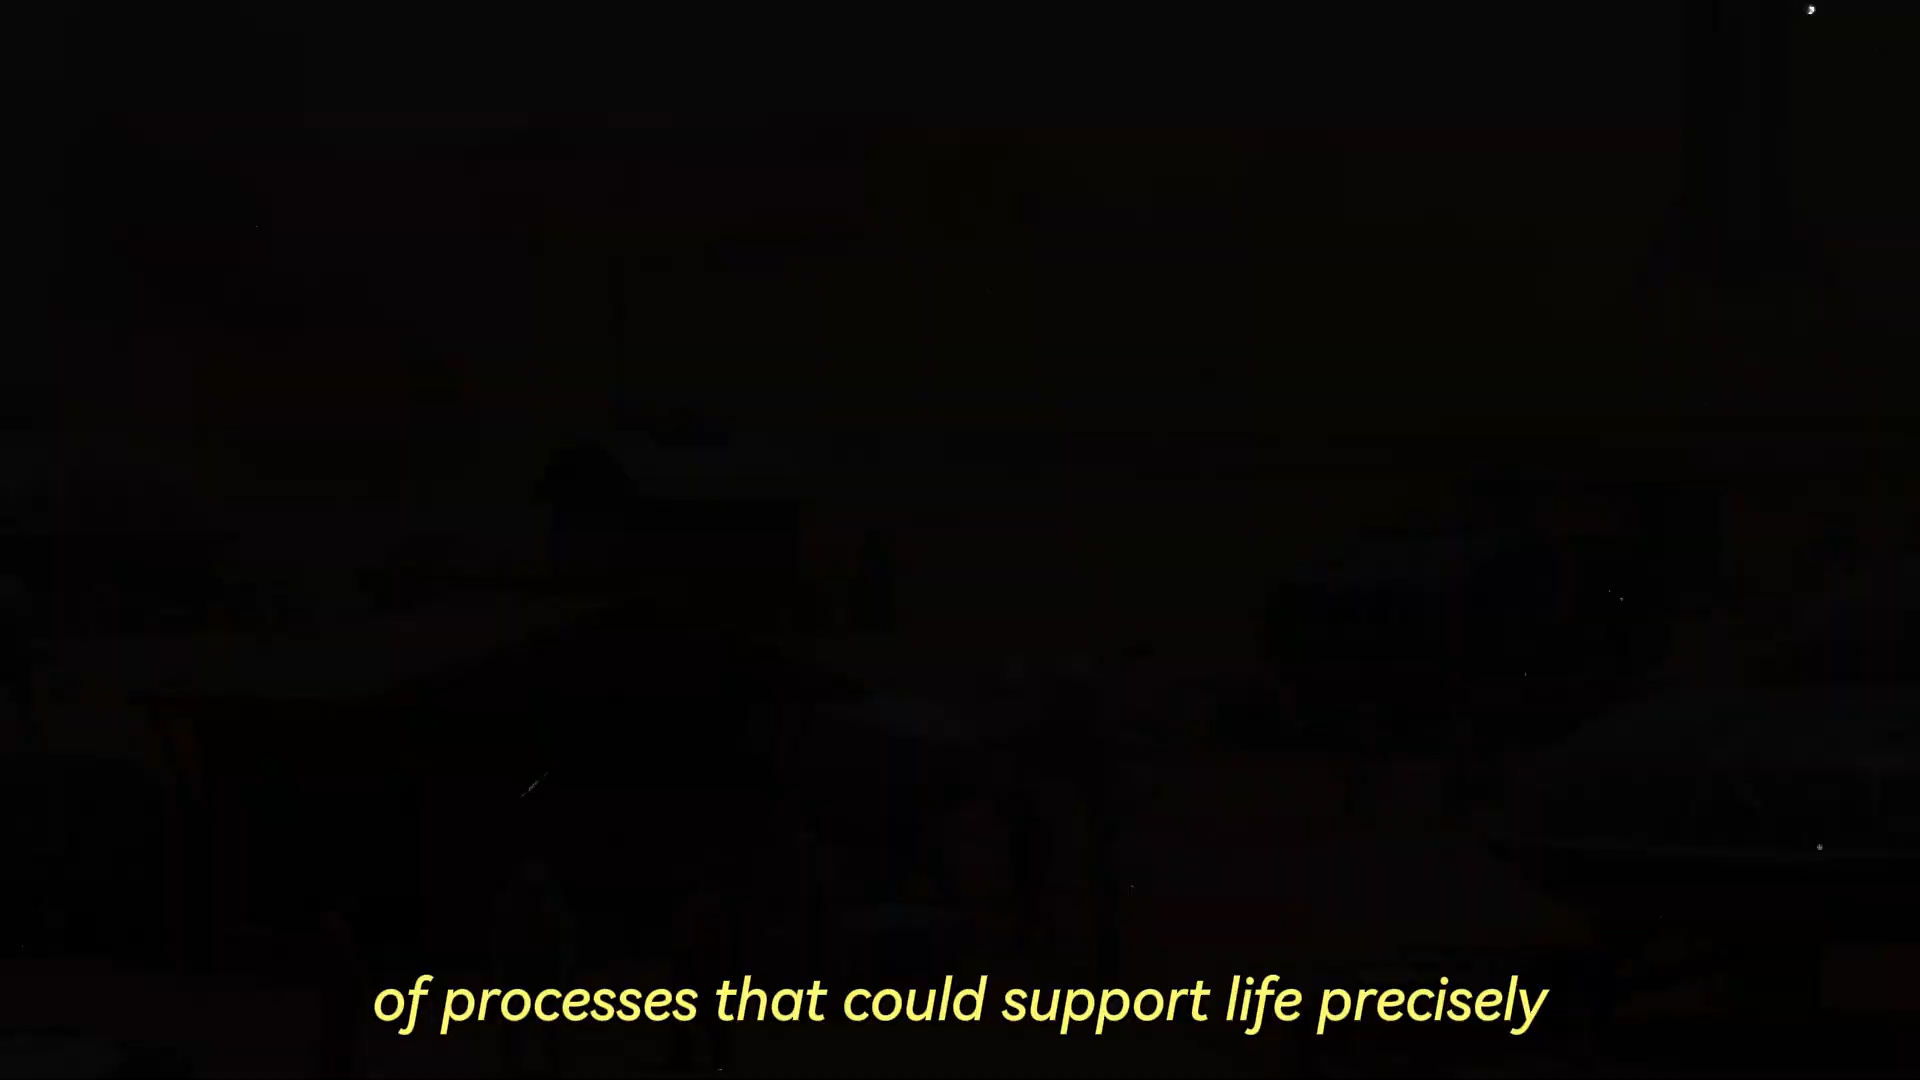 of processes that could support life precisely